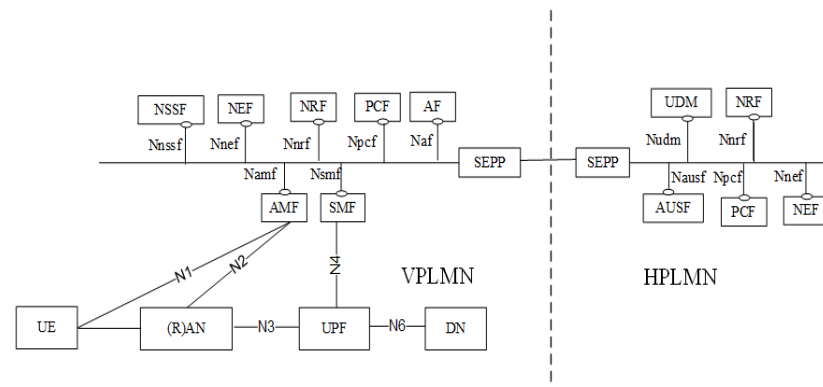 NSSF NEF NRF PCF AF UDM NRF
Nnssf Nnef Nnrf Npcf Naf Nudm Nnrf
SEPP SEPP
Namf Nsmf Nausf Npcf Nnef
AMF SMF AUSF PCF NEF
N1 N2 N4 VPLMN HPLMN
UE (R)AN N3 UPF N6 DN